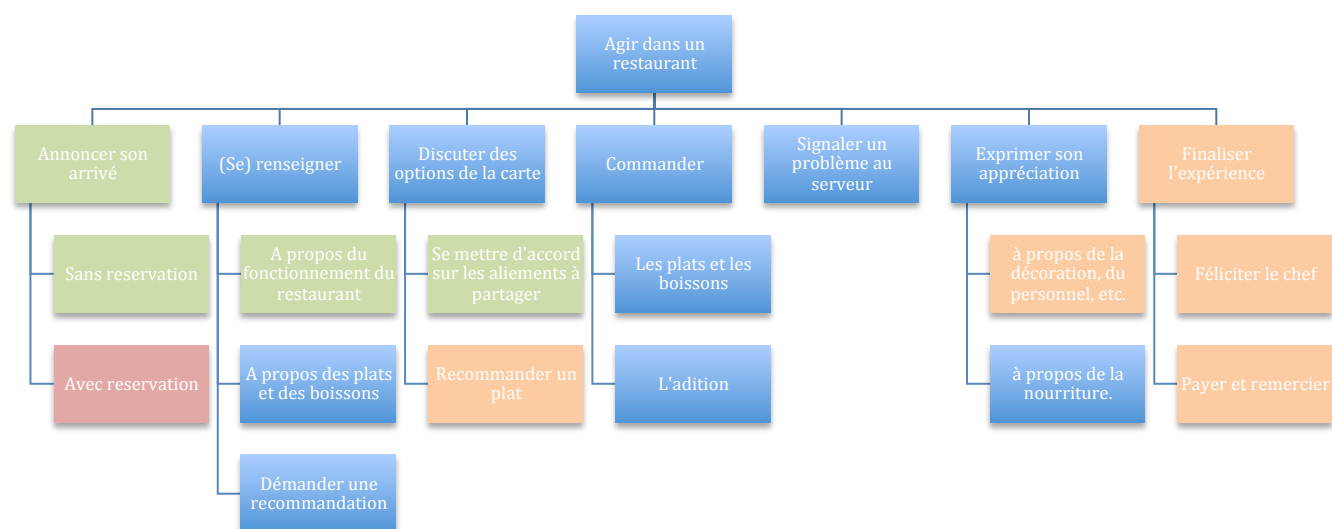 Agir dans un
restaurant
Annoncer son
arrivé
(Se) renseigner
Discuter des
options de la carte
Commander
Signaler un
problème au
serveur
Exprimer son
appréciation
Finaliser
l'expérience
Sans reservation
A propos du
fonctionnement du
restaurant
Se mettre d'accord
sur les aliements à
partager
Les plats et les
boissons
à propos de la
décoration, du
personnel, etc.
Féliciter le chef
Avec reservation
A propos des plats
et des boissons
Recommander un
plat
L'adition
à propos de la
nourriture.
Payer et remercier
Démander une
recommandation